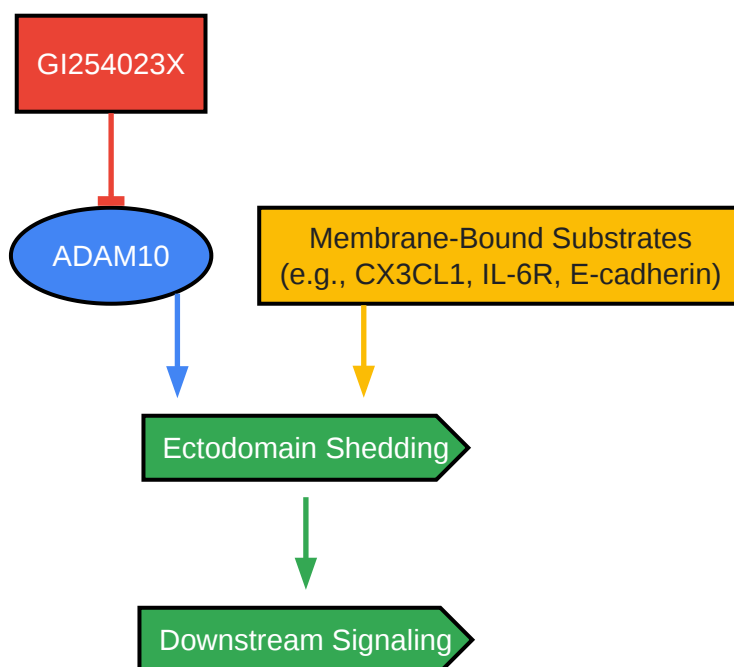 GI254023X
ADAM10
Membrane-Bound Substrates
(e.g., CX3CL1, IL-6R, E-cadherin)
Ectodomain Shedding
Downstream Signaling